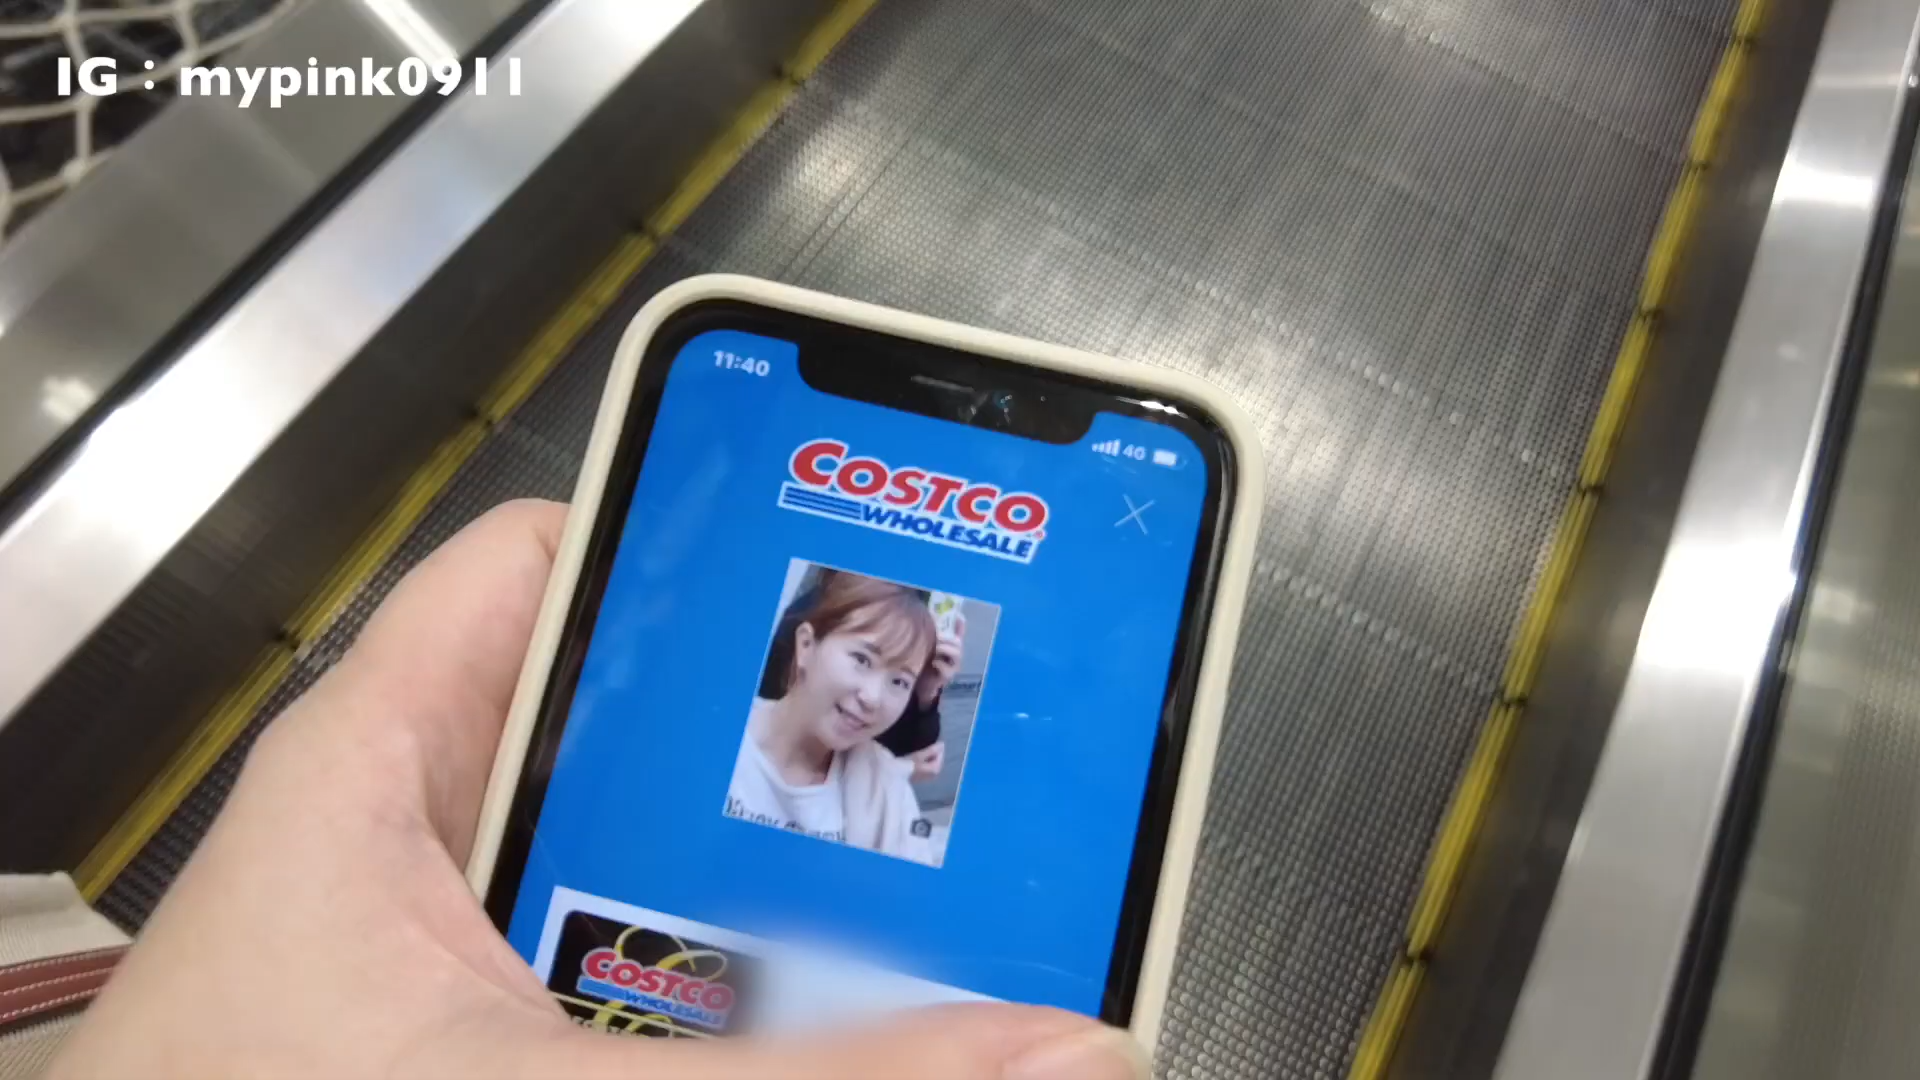 IG：mypink0911
11:40
4G
COSTCO
WHOLESALE
COSTCO
WHOLESALE